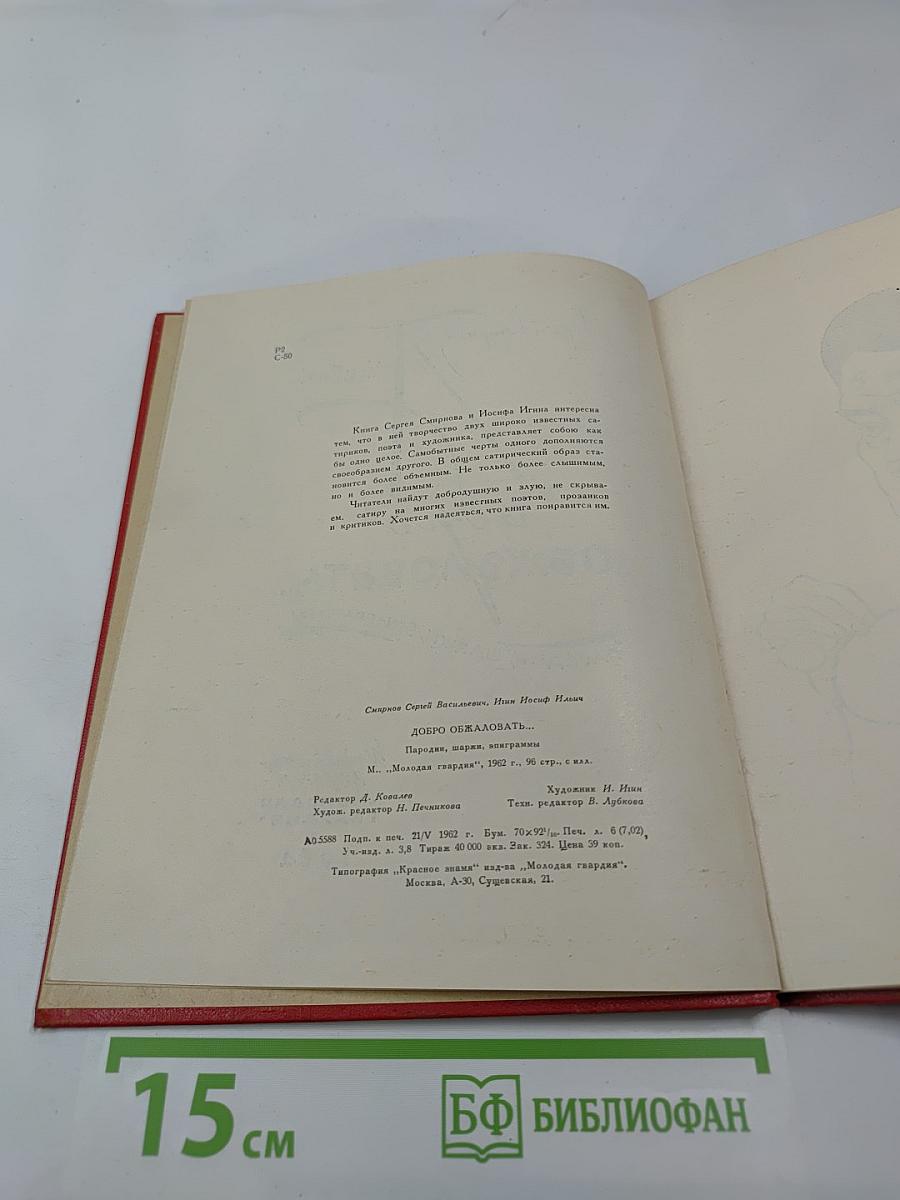 Р2
С-50
Книга Сергея Смирнова и Иосифа Игина интересна
тем, что в ней творчество двух широко известных са-
тириков, поэта и художника, представляет собою как
бы одно целое. Самобытные черты одного дополняются
своеобразием другого. В общем сатирический образ ста-
новится более объемным. Не только более слышимым,
но и более видимым.
Читатели найдут добродушную и злую, не скрыва-
ем, сатиру на многих известных поэтов, прозаиков
и критиков. Хочется надеяться, что книга понравится им.
Смирнов Сергей Васильевич, Игин Иосиф Ильич
ДОБРО ОБЖАЛОВАТЬ...
Пародии, шаржи, эпиграммы
М., „Молодая гвардия“, 1962 г., 96 стр., с илл.
Редактор Д. Ковалев
Художник И. Игин
Худож. редактор Н. Печникова
Техн. редактор В. Лубкова
А05588 Подп. к печ. 21/V 1962 г. Бум. 70×92¹/₁₆. Печ. л. 6 (7,02),
Уч.-изд. л. 3,8 Тираж 40 000 экз. Зак. 324. Цена 39 коп.
Типография „Красное знамя“ изд-ва „Молодая гвардия“.
Москва, А-30, Сущевская, 21.
15 см
БФ БИБЛИОФАН